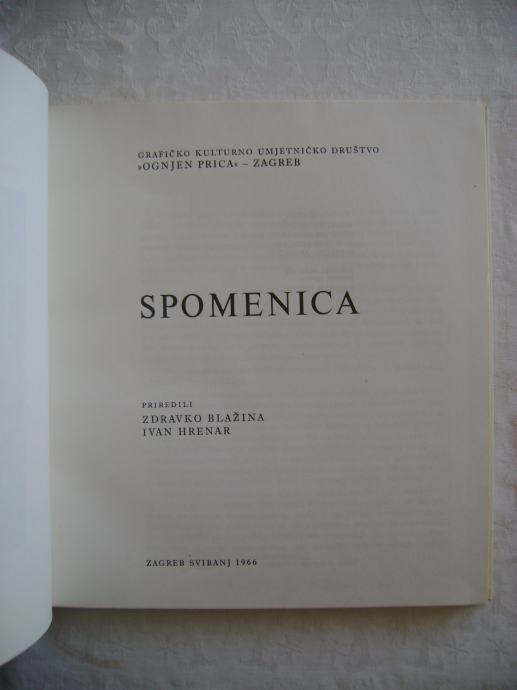 GRAFIČKO KULTURNO UMJETNIČKO DRUŠTVO
»OGNJEN PRICA« – ZAGREB
SPOMENICA
PRIREDILI
ZDRAVKO BLAŽINA
IVAN HRENAR
ZAGREB SVIBANJ 1966